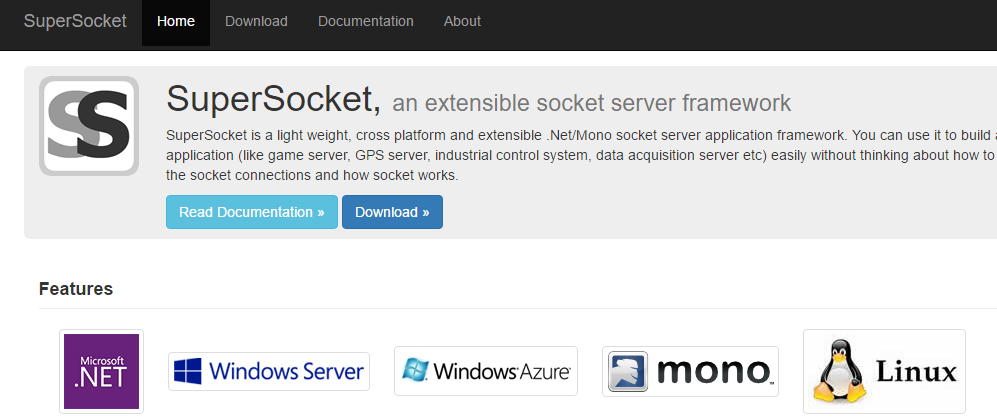 SuperSocket Home Download Documentation About
SS
SuperSocket, an extensible socket server framework
SuperSocket is a light weight, cross platform and extensible .Net/Mono socket server application framework. You can use it to build
application (like game server, GPS server, industrial control system, data acquisition server etc) easily without thinking about how to
the socket connections and how socket works.
Read Documentation » Download »
Features
Microsoft
.NET
Windows Server
Windows Azure™
mono™
Linux